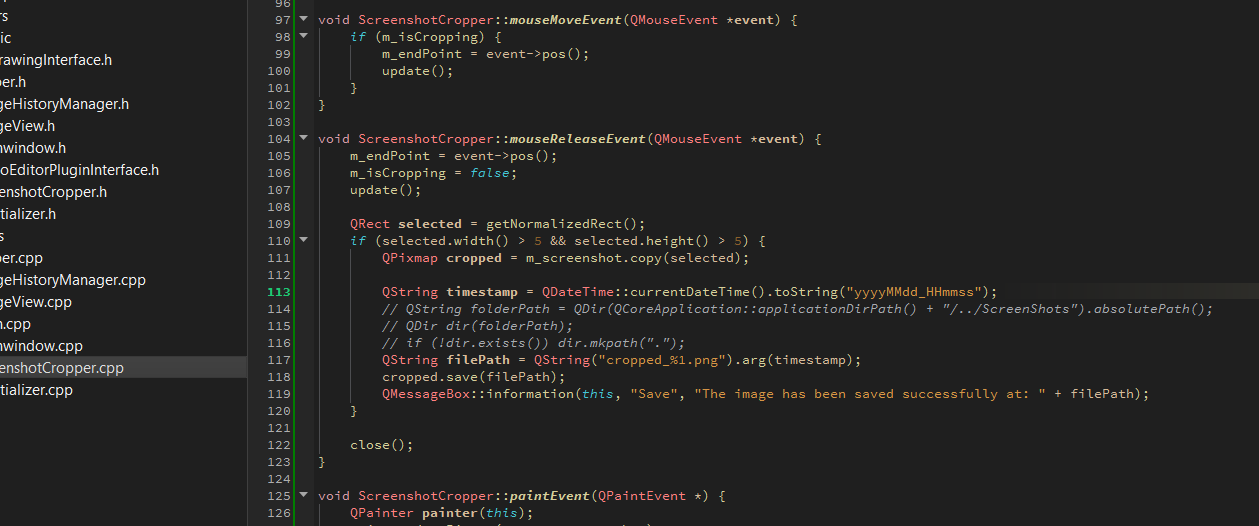 rs
ic
rawingInterface.h
per.h
geHistoryManager.h
geView.h
nwindow.h
oEditorPluginInterface.h
enshotCropper.h
tializer.h
s
per.cpp
geHistoryManager.cpp
geView.cpp
n.cpp
nwindow.cpp
enshotCropper.cpp
tializer.cpp
96
97 void ScreenshotCropper::mouseMoveEvent(QMouseEvent *event) {
98 if (m_isCropping) {
99 m_endPoint = event->pos();
100 update();
101 }
102 }
103
104 void ScreenshotCropper::mouseReleaseEvent(QMouseEvent *event) {
105 m_endPoint = event->pos();
106 m_isCropping = false;
107 update();
108
109 QRect selected = getNormalizedRect();
110 if (selected.width() > 5 && selected.height() > 5) {
111 QPixmap cropped = m_screenshot.copy(selected);
112
113 QString timestamp = QDateTime::currentDateTime().toString("yyyyMMdd_HHmmss");
114 // QString folderPath = QDir(QCoreApplication::applicationDirPath() + "/../ScreenShots").absolutePath();
115 // QDir dir(folderPath);
116 // if (!dir.exists()) dir.mkpath(".");
117 QString filePath = QString("cropped_%1.png").arg(timestamp);
118 cropped.save(filePath);
119 QMessageBox::information(this, "Save", "The image has been saved successfully at: " + filePath);
120 }
121
122 close();
123 }
124
125 void ScreenshotCropper::paintEvent(QPaintEvent *) {
126 QPainter painter(this);